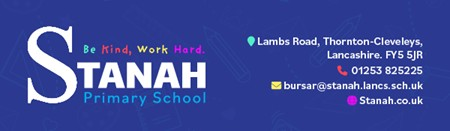 Be Kind, Work Hard.
STANAH
Primary School
Lambs Road, Thornton-Cleveleys,
Lancashire. FY5 5JR
01253 825225
bursar@stanah.lancs.sch.uk
Stanah.co.uk